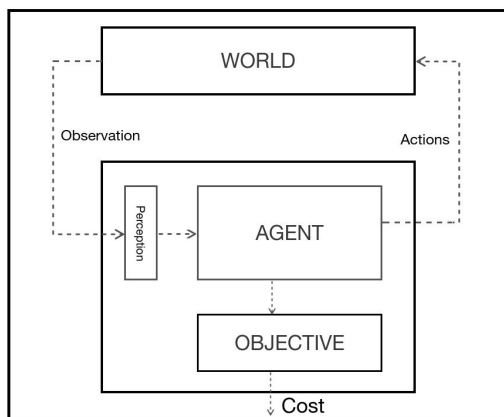 WORLD
Observation
Actions
Perception
AGENT
OBJECTIVE
Cost